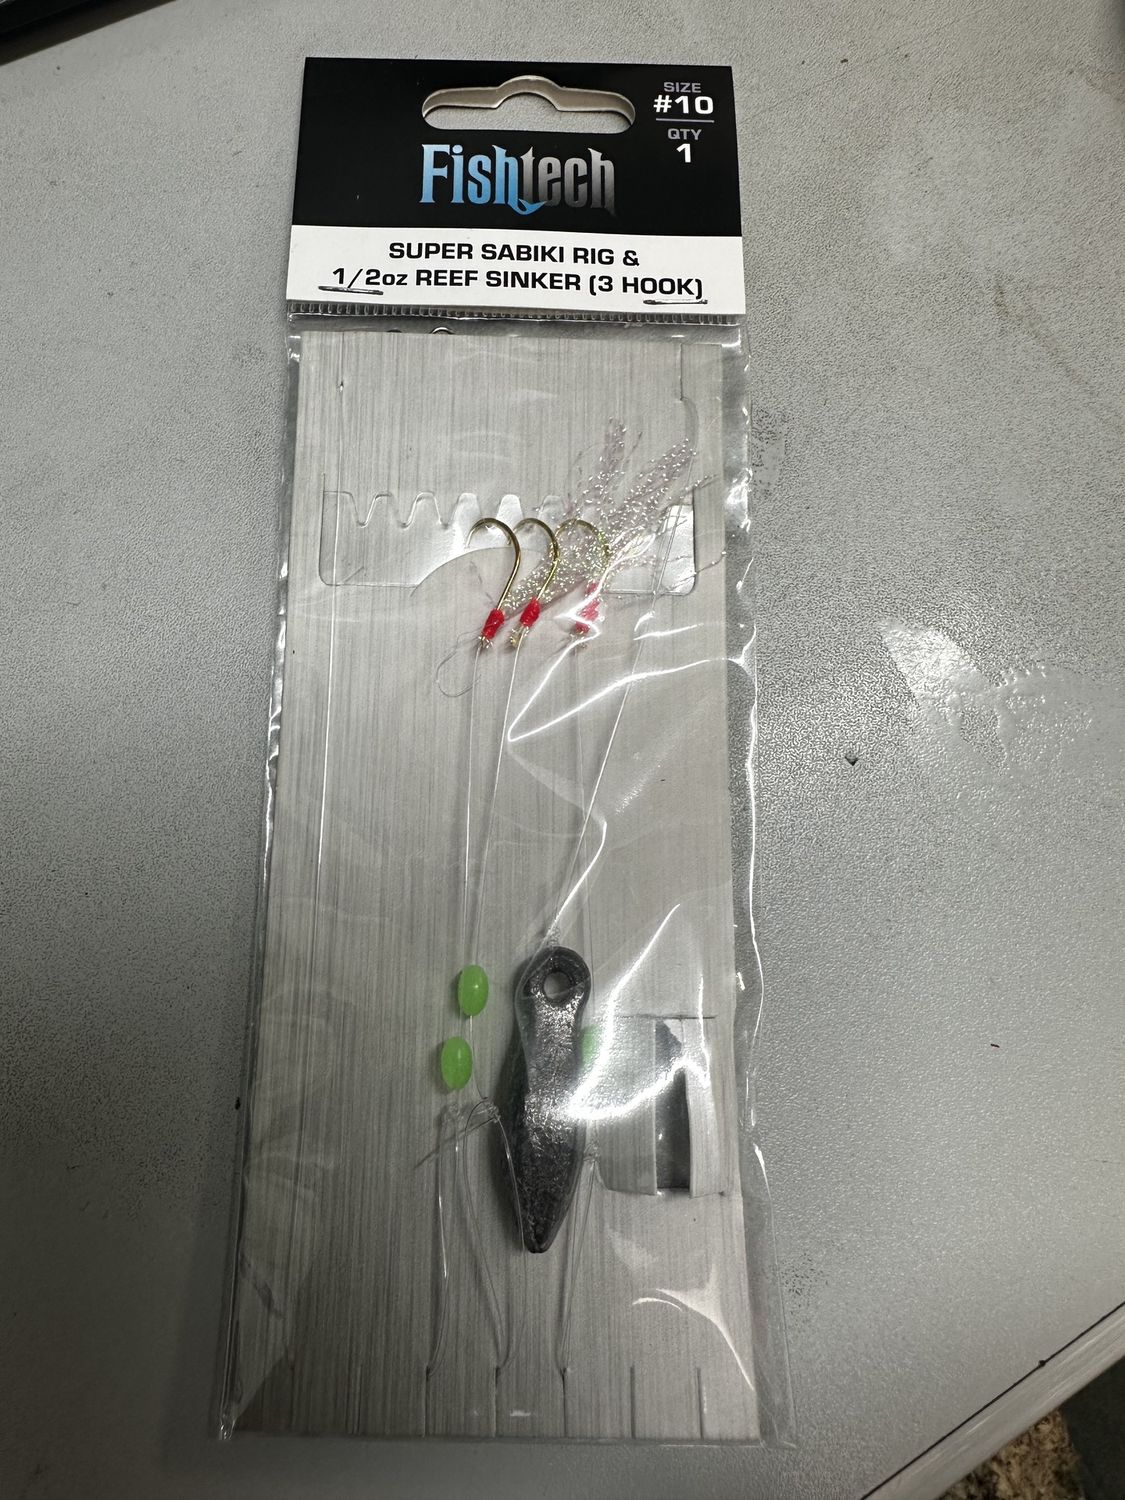 SIZE
#10
QTY
1
Fishtech
SUPER SABIKI RIG &
1/2oz REEF SINKER (3 HOOK)